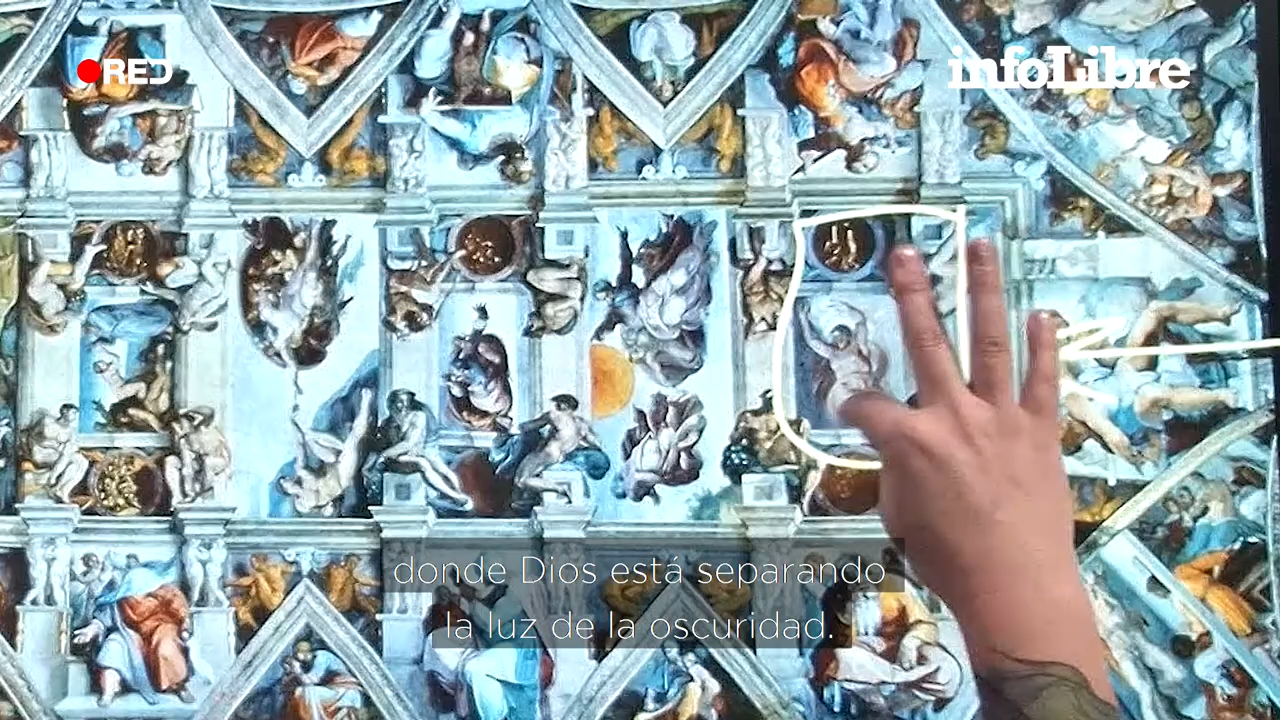 RED
infoLibre
donde Dios está separando
la luz de la oscuridad.